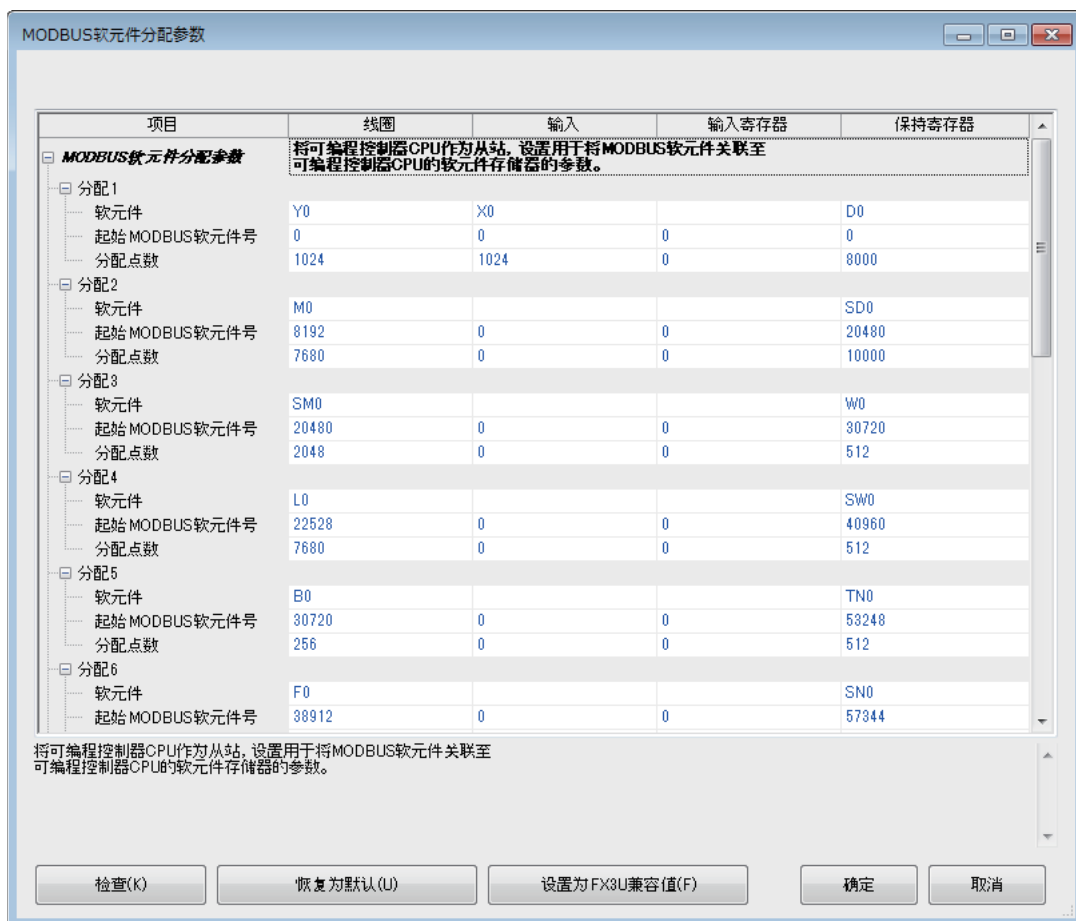 MODBUS软元件分配参数
项目 线圈 输入 输入寄存器 保持寄存器
MODBUS软元件分配参数 将可编程控制器CPU作为从站, 设置用于将MODBUS软元件关联至
可编程控制器CPU的软元件存储器的参数。
分配1
软元件 Y0 X0 D0
起始MODBUS软元件号 0 0 0 0
分配点数 1024 1024 0 8000
分配2
软元件 M0 SD0
起始MODBUS软元件号 8192 0 0 20480
分配点数 7680 0 0 10000
分配3
软元件 SM0 W0
起始MODBUS软元件号 20480 0 0 30720
分配点数 2048 0 0 512
分配4
软元件 L0 SW0
起始MODBUS软元件号 22528 0 0 40960
分配点数 7680 0 0 512
分配5
软元件 B0 TN0
起始MODBUS软元件号 30720 0 0 53248
分配点数 256 0 0 512
分配6
软元件 F0 SN0
起始MODBUS软元件号 38912 0 0 57344
将可编程控制器CPU作为从站, 设置用于将MODBUS软元件关联至
可编程控制器CPU的软元件存储器的参数。
检查(K) 恢复为默认(U) 设置为FX3U兼容值(F) 确定 取消